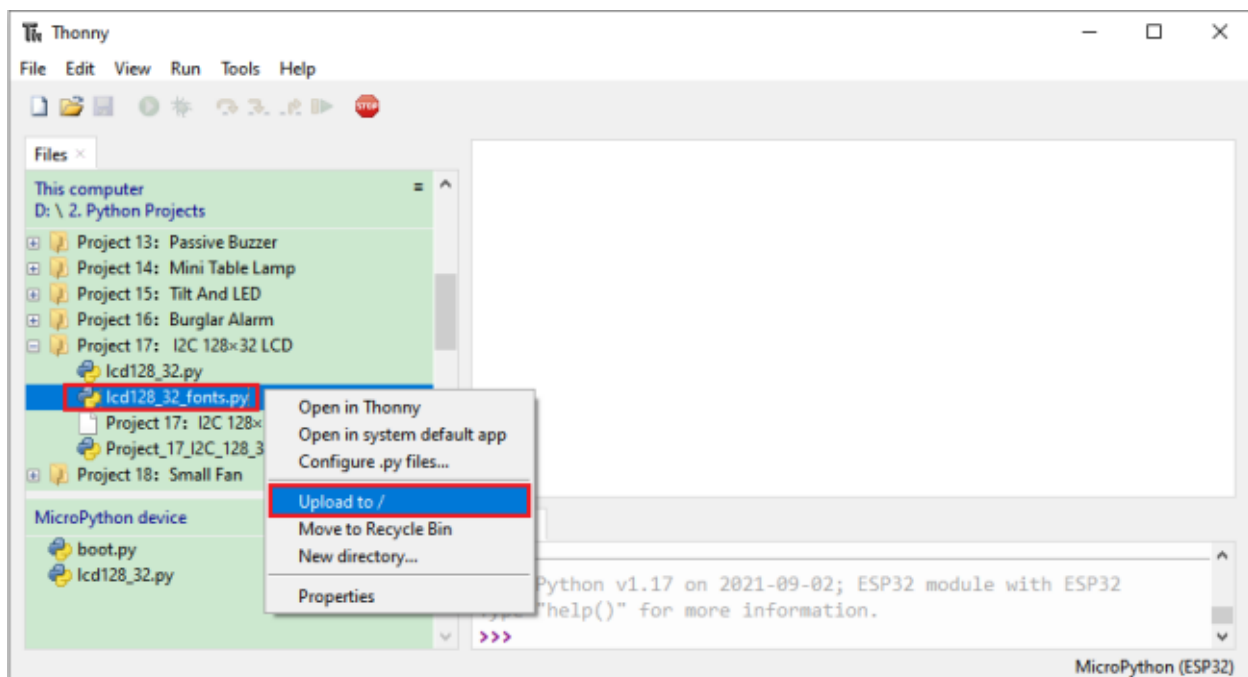 Thonny
File Edit View Run Tools Help
STOP
Files ×
This computer
D: \ 2. Python Projects
Project 13: Passive Buzzer
Project 14: Mini Table Lamp
Project 15: Tilt And LED
Project 16: Burglar Alarm
Project 17: I2C 128×32 LCD
lcd128_32.py
lcd128_32_fonts.py
Project 17: I2C 128×
Project_17_I2C_128_3
Project 18: Small Fan
Open in Thonny
Open in system default app
Configure .py files...
Upload to /
Move to Recycle Bin
New directory...
Properties
MicroPython device
boot.py
lcd128_32.py
Python v1.17 on 2021-09-02; ESP32 module with ESP32
"help()" for more information.
>>>
MicroPython (ESP32)